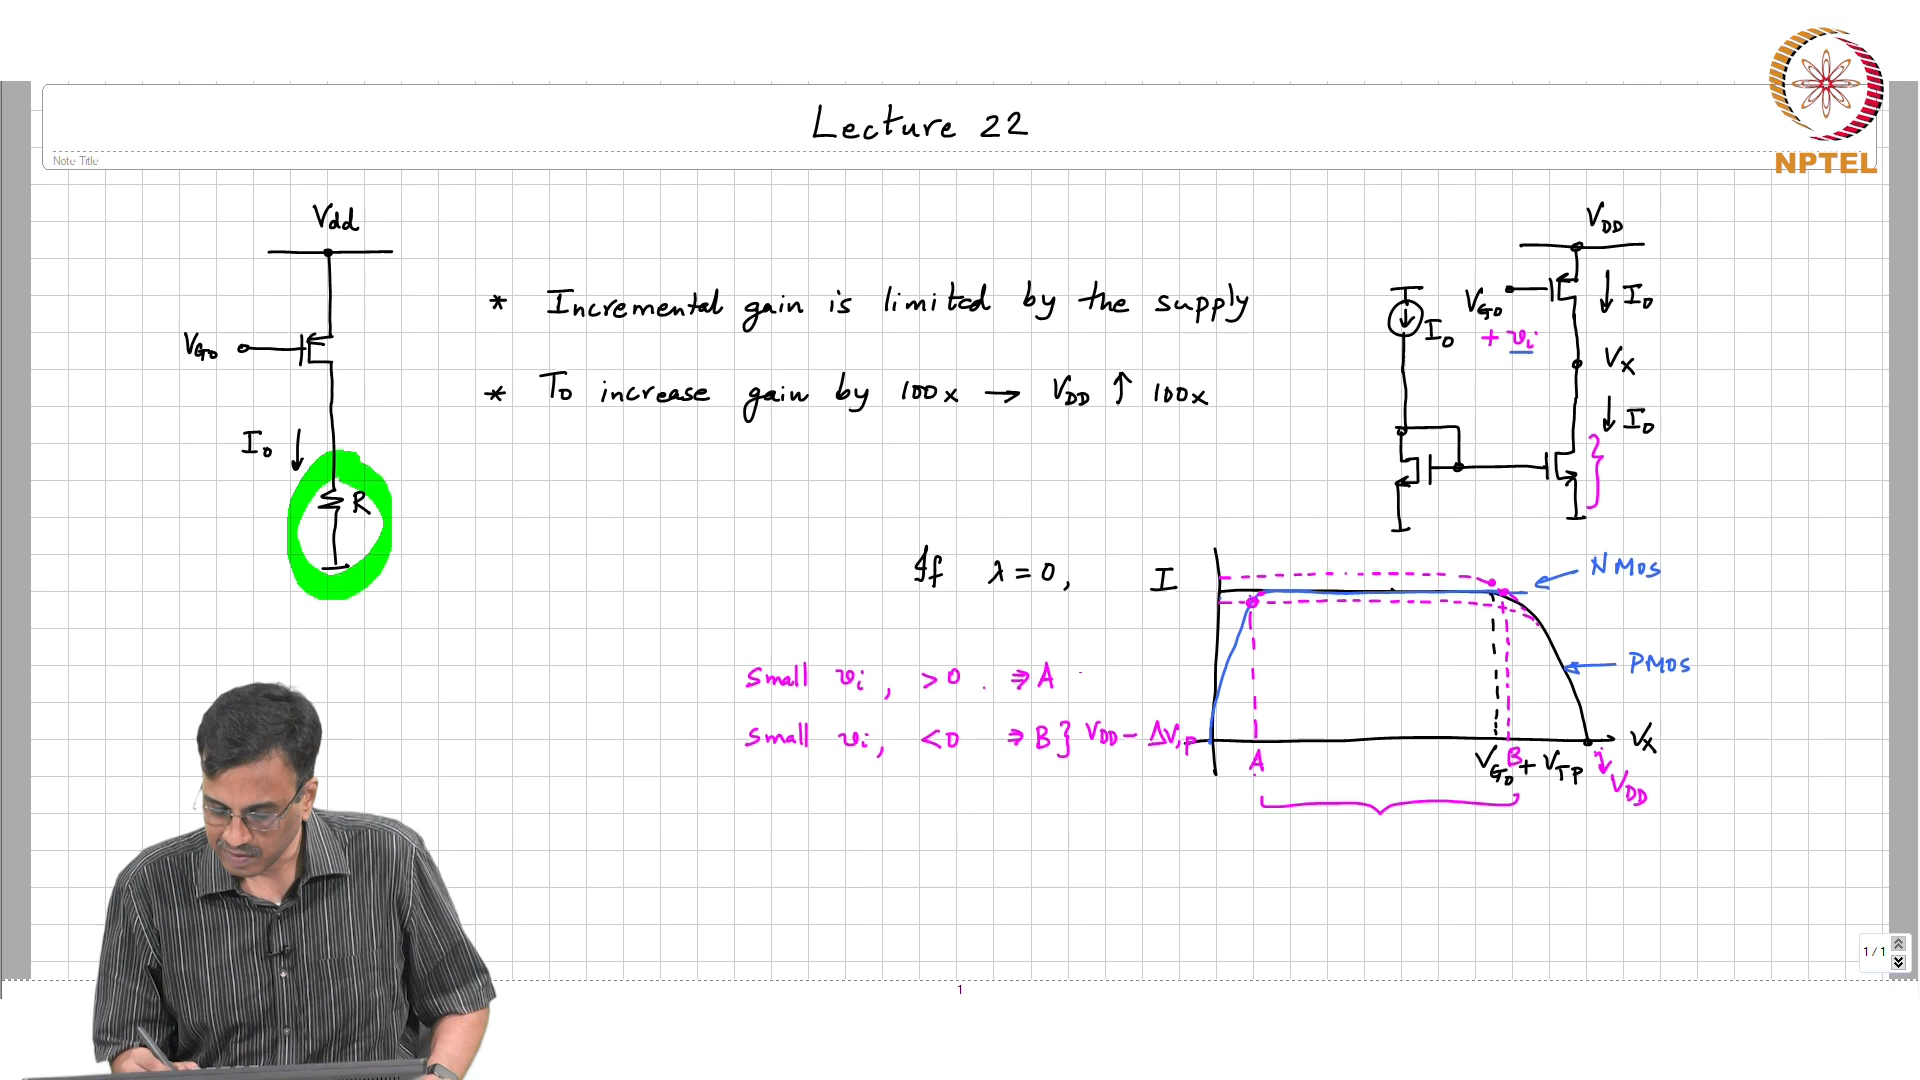 Lecture 22
Note Title
NPTEL
Vdd
VG0
I0
R
* Incremental gain is limited by the supply
* To increase gain by 100x → VDD ↑ 100x
VDD
I0
VG0
+ vi
I0
VX
I0
If λ = 0,
I
NMOS
PMOS
Small vi, > 0. ⇒ A
Small vi, < 0 ⇒ B } VDD - ΔV,P
A
VG0 + VTP
B
VDD
VX
1 / 1
1